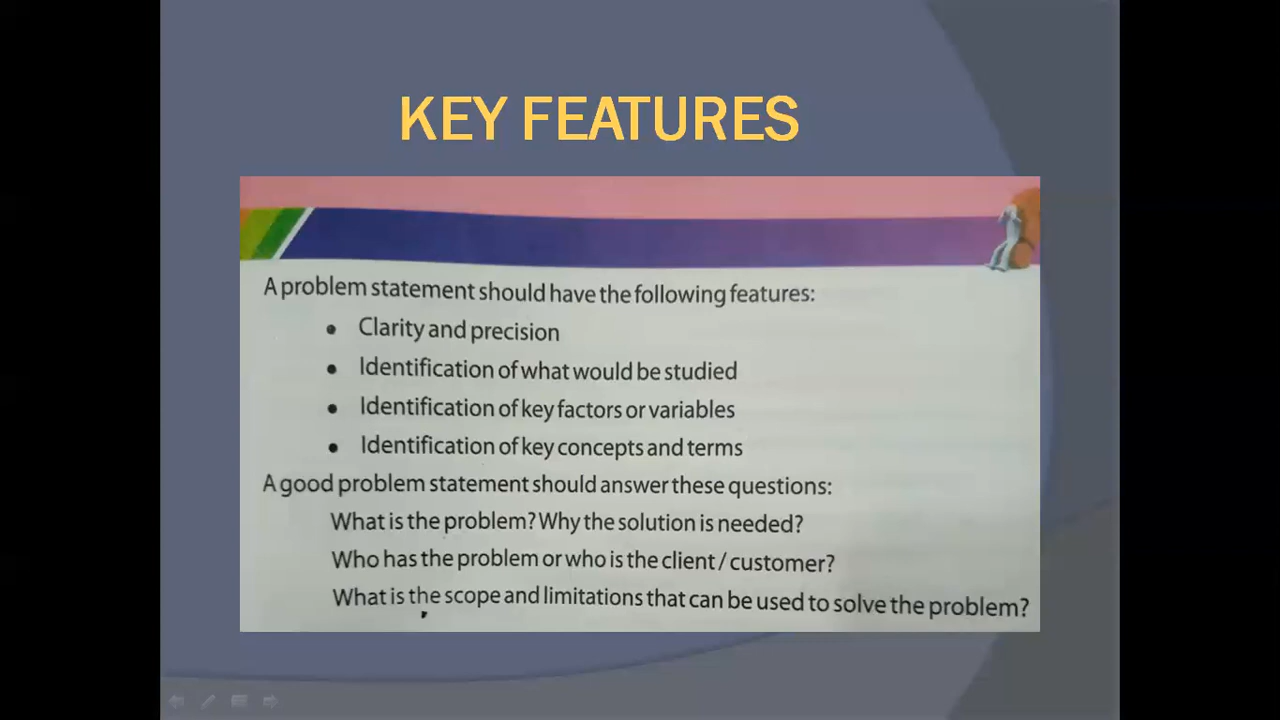 KEY FEATURES
A problem statement should have the following features:
• Clarity and precision
• Identification of what would be studied
• Identification of key factors or variables
• Identification of key concepts and terms
A good problem statement should answer these questions:
What is the problem? Why the solution is needed?
Who has the problem or who is the client / customer?
What is the scope and limitations that can be used to solve the problem?